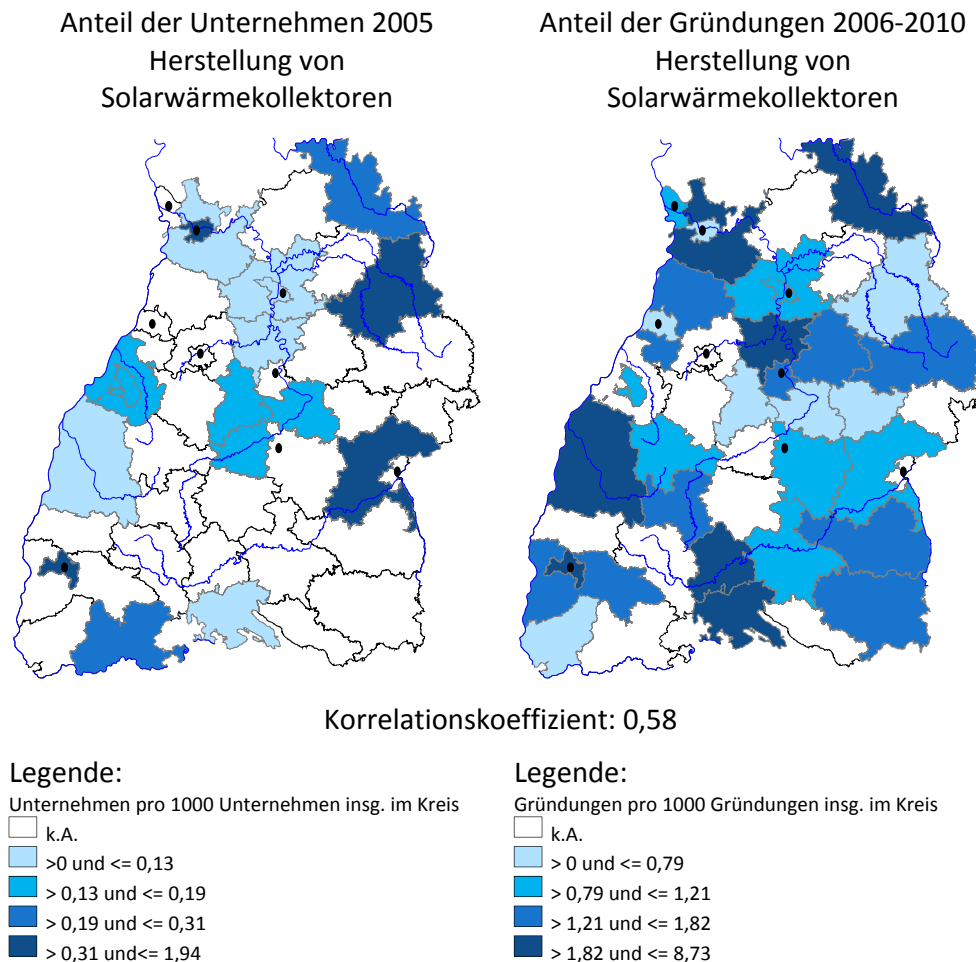 Anteil der Unternehmen 2005
Herstellung von
Solarwärmekollektoren
Anteil der Gründungen 2006-2010
Herstellung von
Solarwärmekollektoren
Korrelationskoeffizient: 0,58
Legende:
Unternehmen pro 1000 Unternehmen insg. im Kreis
k.A.
>0 und <= 0,13
> 0,13 und <= 0,19
> 0,19 und <= 0,31
> 0,31 und<= 1,94
Legende:
Gründungen pro 1000 Gründungen insg. im Kreis
k.A.
> 0 und <= 0,79
> 0,79 und <= 1,21
> 1,21 und <= 1,82
> 1,82 und <= 8,73